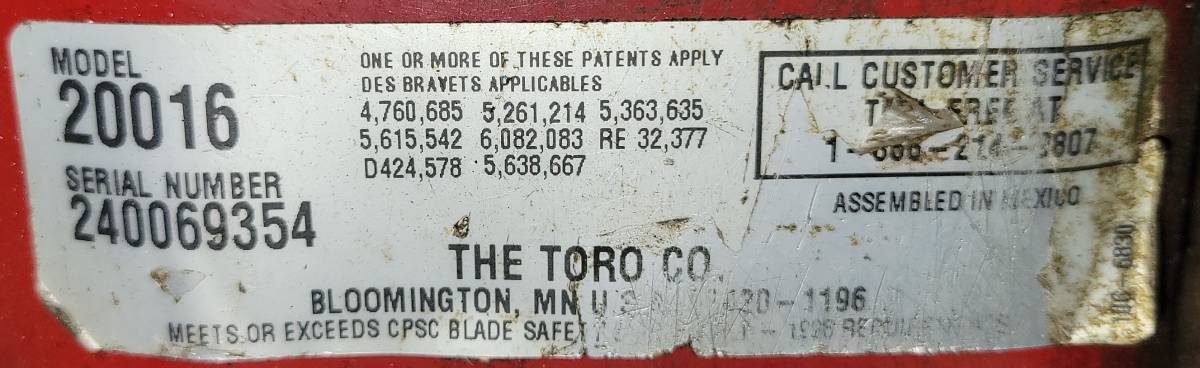 MODEL
20016
SERIAL NUMBER
240069354
ONE OR MORE OF THESE PATENTS APPLY
DES BRAVETS APPLICABLES
4,760,685 5,261,214 5,363,635
5,615,542 6,082,083 RE 32,377
D424,578 5,638,667
CALL CUSTOMER SERVICE
AT
ASSEMBLED IN MEXICO
THE TORO CO.
BLOOMINGTON, MN
MEETS OR EXCEEDS CPSC BLADE